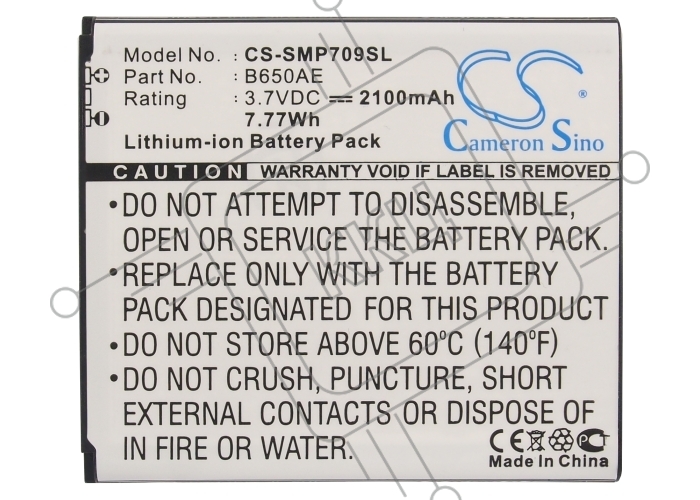 Model No.: CS-SMP709SL
Part No.: B650AE
Rating: 3.7VDC ⎓ 2100mAh
7.77Wh
Lithium-ion Battery Pack
CS ®
Cameron Sino
CAUTION WARRANTY VOID IF LABEL IS REMOVED
•DO NOT ATTEMPT TO DISASSEMBLE,
OPEN OR SERVICE THE BATTERY PACK.
•REPLACE ONLY WITH THE BATTERY
PACK DESIGNATED FOR THIS PRODUCT
•DO NOT STORE ABOVE 60°C (140°F)
•DO NOT CRUSH, PUNCTURE, SHORT
EXTERNAL CONTACTS OR DISPOSE
IN FIRE OR WATER.
CE
Made In China